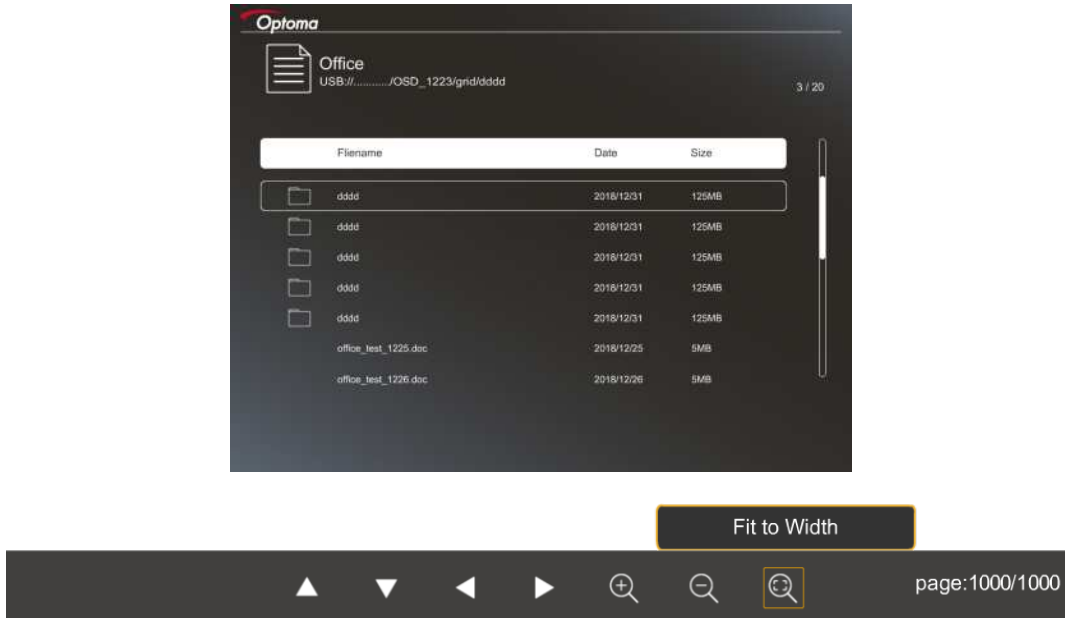 Optoma
Office
USB://.........../OSD_1223/grid/dddd
3 / 20
Fliename Date Size
dddd 2018/12/31 125MB
dddd 2018/12/31 125MB
dddd 2018/12/31 125MB
dddd 2018/12/31 125MB
dddd 2018/12/31 125MB
office_test_1225.doc 2018/12/25 5MB
office_test_1226.doc 2018/12/26 5MB
Fit to Width
page:1000/1000